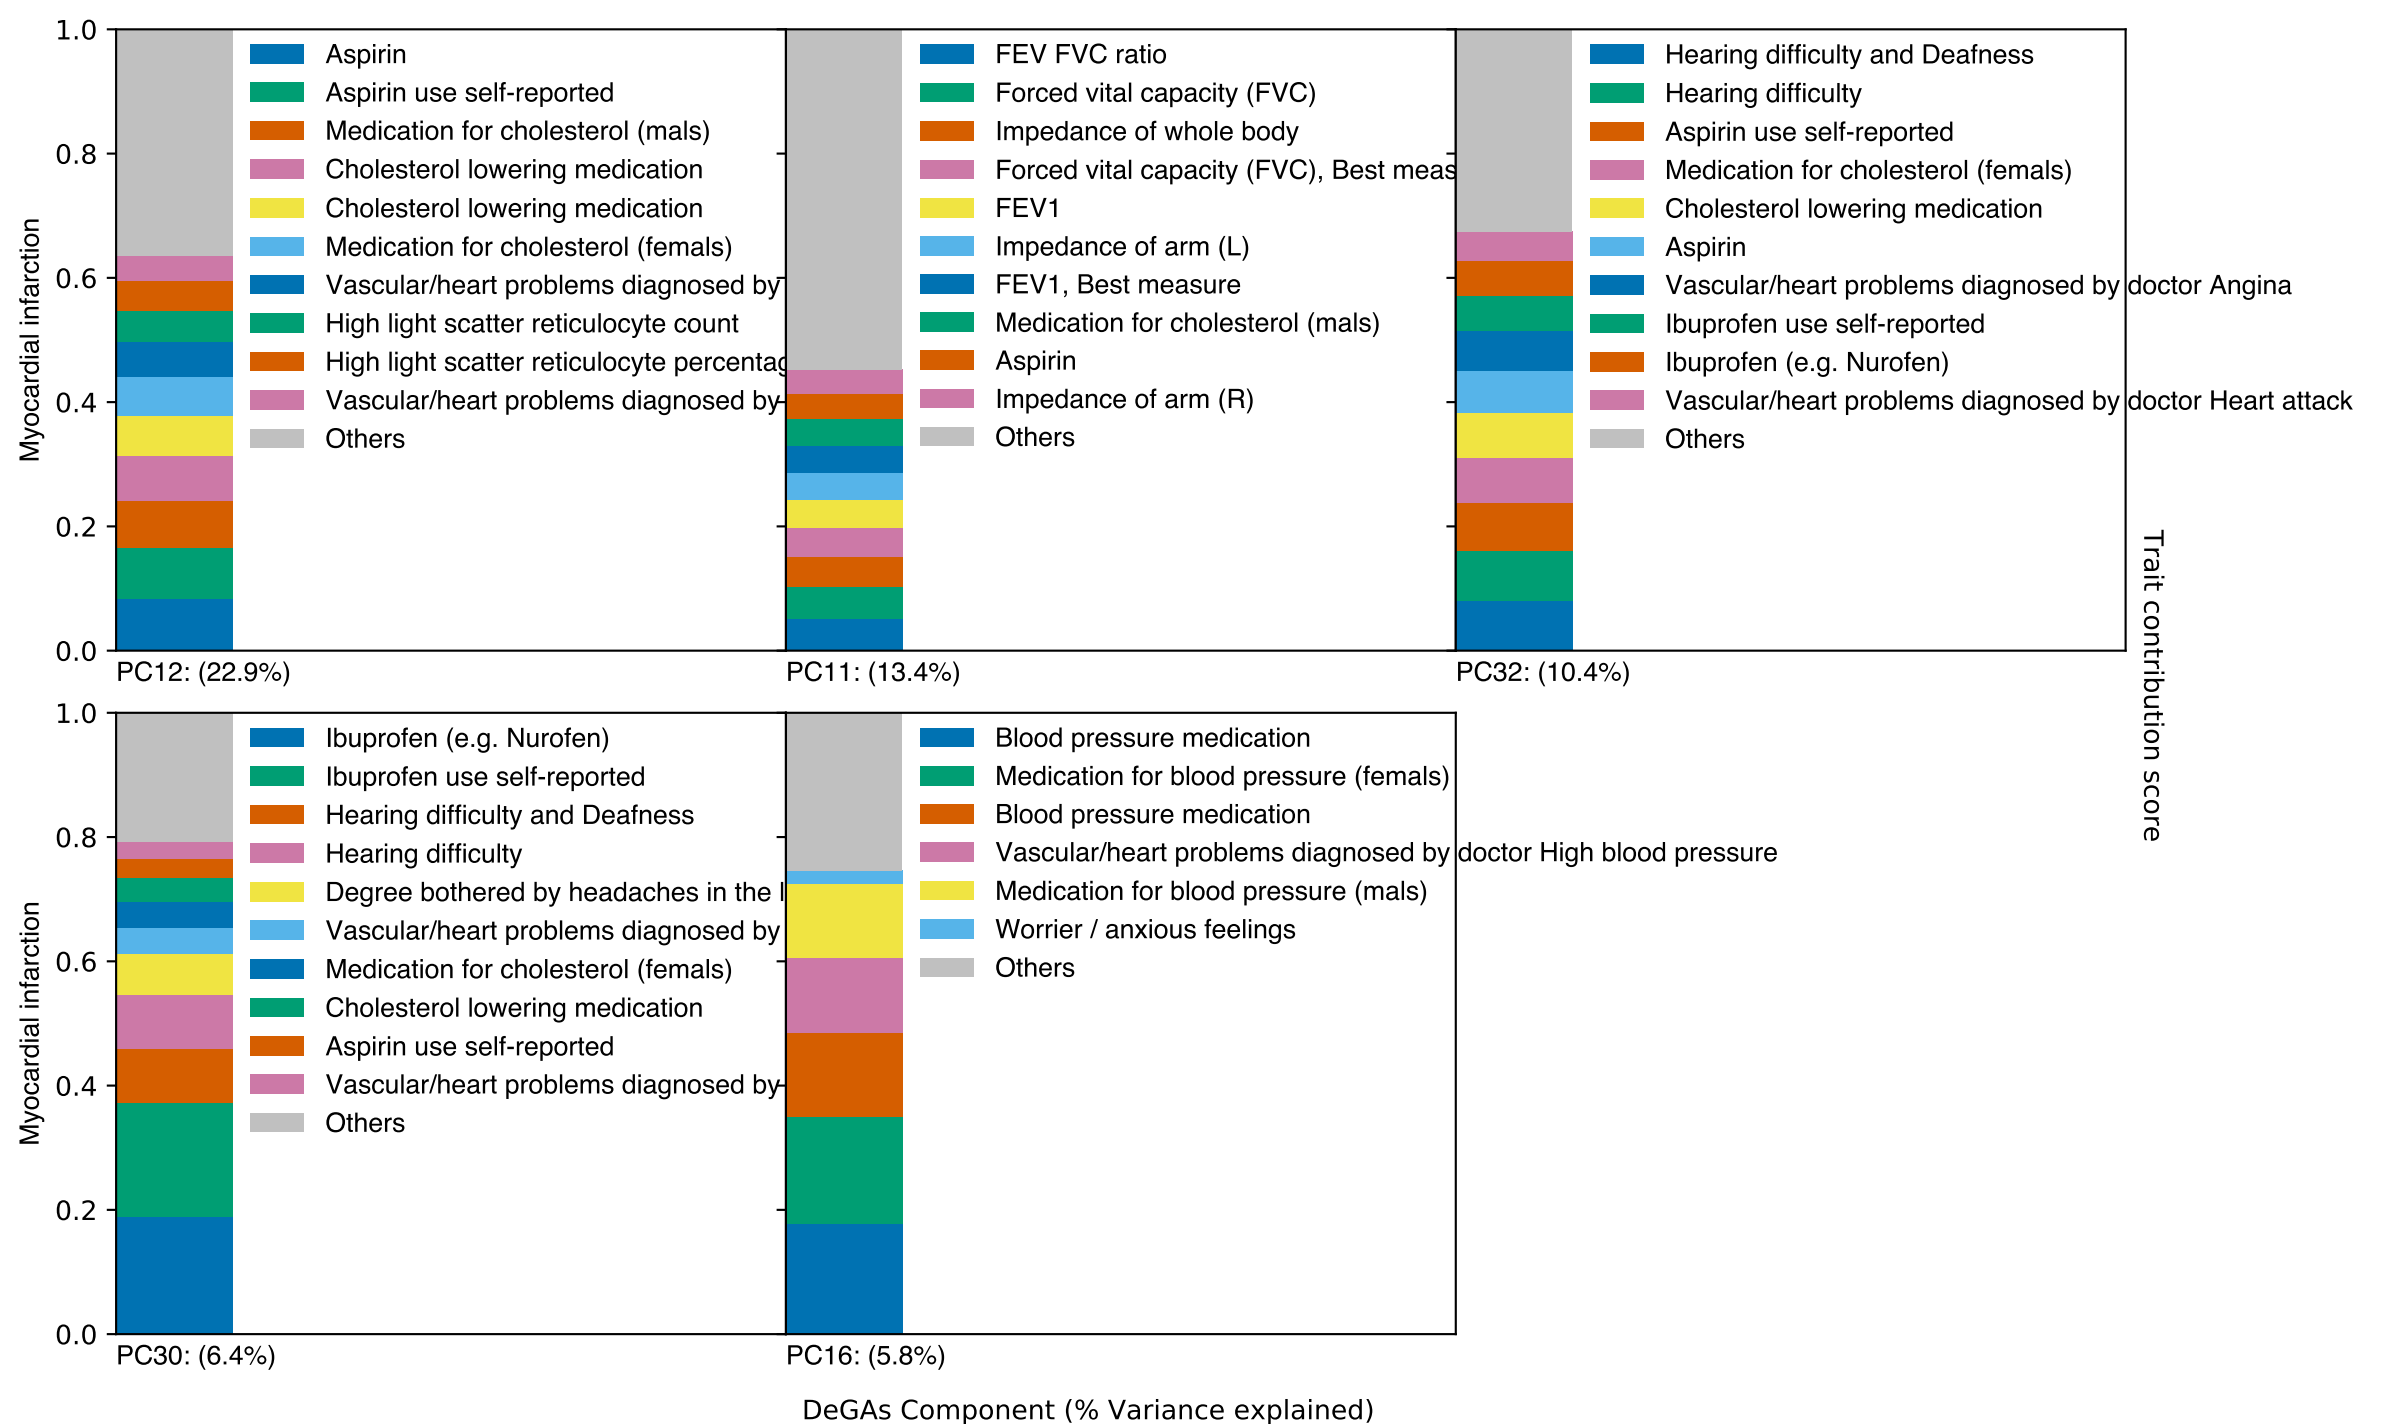 Myocardial infarction
1.0
0.8
0.6
0.4
0.2
0.0
Aspirin
Aspirin use self-reported
Medication for cholesterol (mals)
Cholesterol lowering medication
Cholesterol lowering medication
Medication for cholesterol (femals)
Vascular/heart problems diagnosed by
High light scatter reticulocyte count
High light scatter reticulocyte percentag
Vascular/heart problems diagnosed by
Others
PC12: (22.9%)
FEV FVC ratio
Forced vital capacity (FVC)
Impedance of whole body
Forced vital capacity (FVC), Best meas
FEV1
Impedance of arm (L)
FEV1, Best measure
Medication for cholesterol (mals)
Aspirin
Impedance of arm (R)
Others
PC11: (13.4%)
Hearing difficulty and Deafness
Hearing difficulty
Aspirin use self-reported
Medication for cholesterol (femals)
Cholesterol lowering medication
Aspirin
Vascular/heart problems diagnosed by doctor Angina
Ibuprofen use self-reported
Ibuprofen (e.g. Nurofen)
Vascular/heart problems diagnosed by doctor Heart attack
Others
PC32: (10.4%)
Trait contribution score
Myocardial infarction
1.0
0.8
0.6
0.4
0.2
0.0
Ibuprofen (e.g. Nurofen)
Ibuprofen use self-reported
Hearing difficulty and Deafness
Hearing difficulty
Degree bothered by headaches in the l
Vascular/heart problems diagnosed by
Medication for cholesterol (femals)
Cholesterol lowering medication
Aspirin use self-reported
Vascular/heart problems diagnosed by
Others
PC30: (6.4%)
Blood pressure medication
Medication for blood pressure (femals)
Blood pressure medication
Vascular/heart problems diagnosed by doctor High blood pressure
Medication for blood pressure (mals)
Worrier / anxious feelings
Others
PC16: (5.8%)
DeGAs Component (% Variance explained)